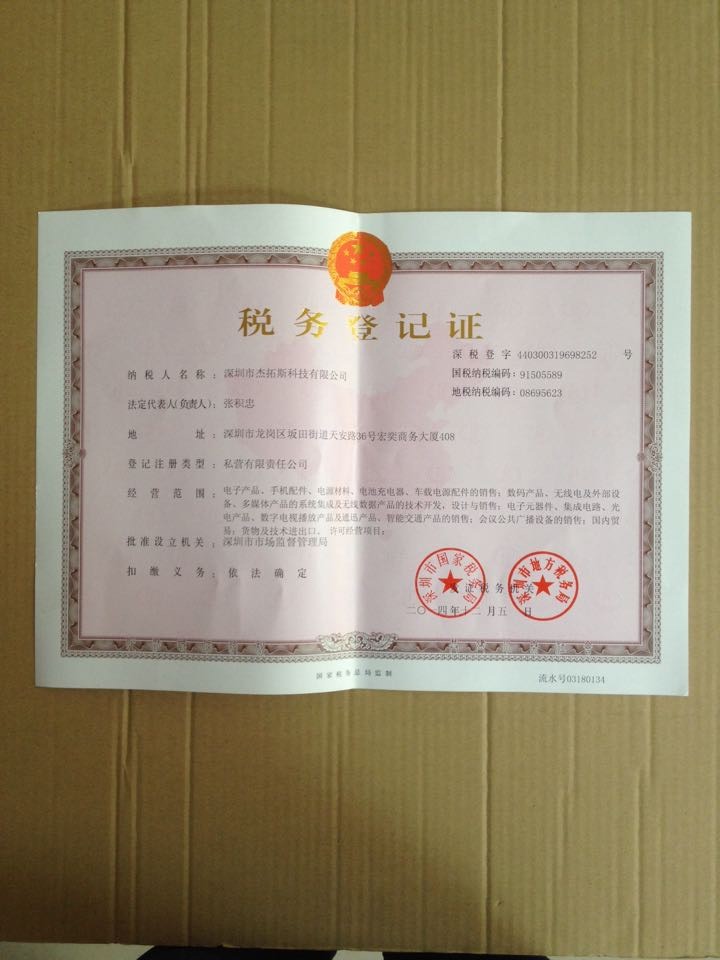 税务登记证
深税登字 440300319698252 号
国税纳税编码：91505589
地税纳税编码：08695623
纳税人名称：深圳市杰拓斯科技有限公司
法定代表人(负责人)：张积忠
地址：深圳市龙岗区坂田街道天安路36号宏奕商务大厦408
登记注册类型：私营有限责任公司
经营范围：电子产品、手机配件、电源材料、电池充电器、车载电源配件的销售；数码产品、无线电及外部设
备、多媒体产品的系统集成及无线数据产品的技术开发，设计与销售；电子元器件、集成电路、光
电产品、数字电视播放产品及通迅产品、智能交通产品的销售；会议公共广播设备的销售；国内贸
易；货物及技术进出口。许可经营项目：
批准设立机关：深圳市市场监督管理局
扣缴义务：依法确定
深圳市国家税务局
深圳市地方税务局
发证税务机关
二〇一四年十二月五日
国家税务总局监制
流水号03180134